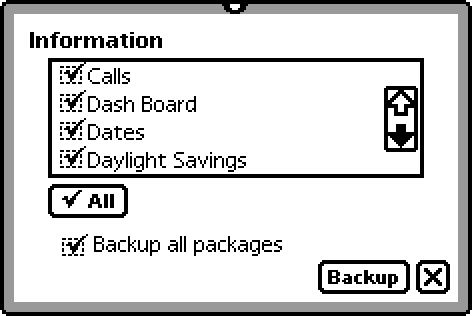 Information
Calls
Dash Board
Dates
Daylight Savings
All
Backup all packages
Backup